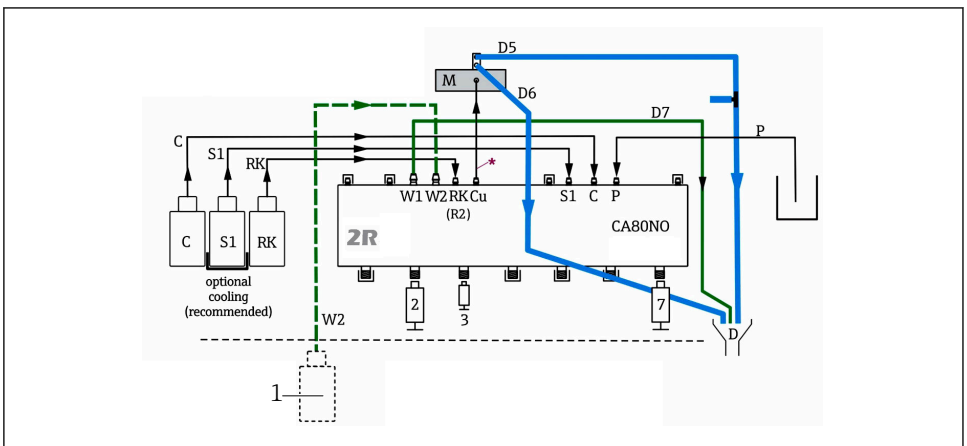 D5
M
D6
D7
C
S1
RK
*
P
W1 W2 RK Cu S1 C P
(R2)
CA80NO
2R
C S1 RK
optional
cooling
(recommended)
2
3
7
W2
D
1